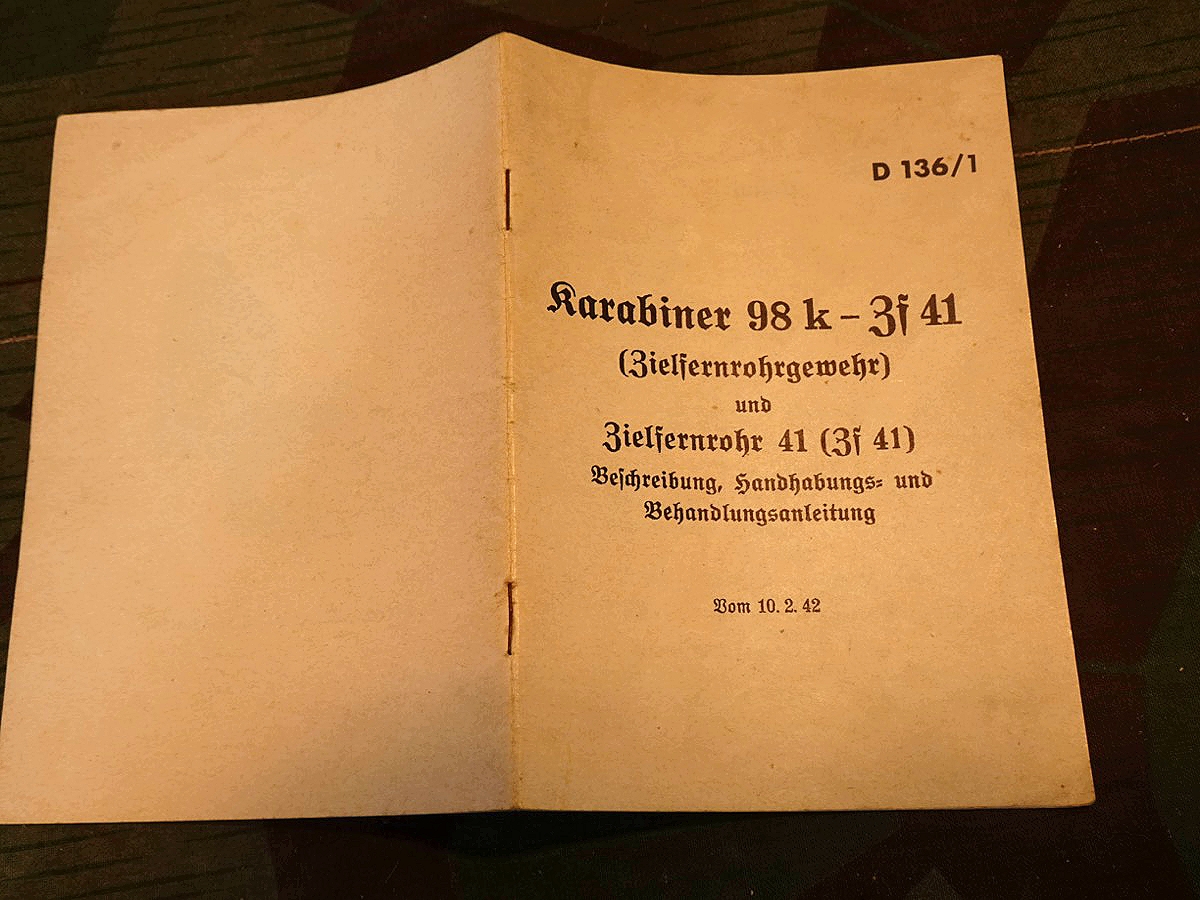 D 136/1
Karabiner 98 k – Zf 41
(Zielfernrohrgewehr)
und
Zielfernrohr 41 (Zf 41)
Beschreibung, Handhabungs- und
Behandlungsanleitung
Vom 10. 2. 42